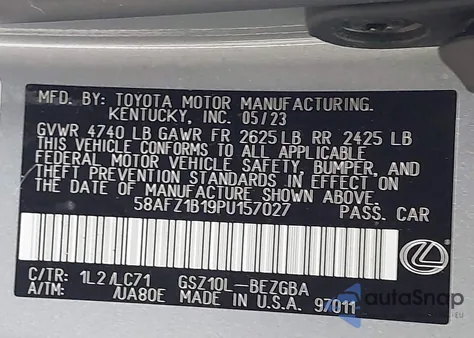 MFD. BY: TOYOTA MOTOR MANUFACTURING.
KENTUCKY, INC. 05/23
GVWR 4740 LB GAWR FR 2625 LB RR 2425 LB
THIS VEHICLE CONFORMS TO ALL APPLICABLE
FEDERAL MOTOR VEHICLE SAFETY, BUMPER, AND
THEFT PREVENTION STANDARDS IN EFFECT ON
THE DATE OF MANUFACTURE SHOWN ABOVE.
58AFZ1B19PU157027 PASS. CAR
C/TR: 1L2/LC71 GSZ10L-BEZGBA
A/TM: /UA80E MADE IN U.S.A. 97011
autoSnap